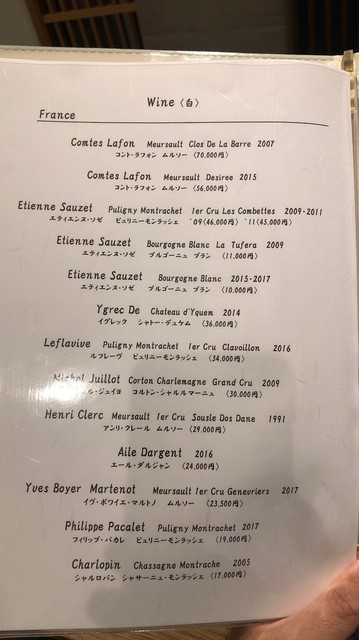 Wine〈白〉
France
Comtes Lafon Meursault Clos De La Barre 2007
コント・ラフォン ムルソー 〈70,000円〉
Comtes Lafon Meursault Desiree 2015
コント・ラフォン ムルソー 〈56,000円〉
Etienne Sauzet Puligny Montrachet 1er Cru Les Combettes 2009・2011
エティエンヌ・ソゼ ピュリニーモンラッシェ '09〈46,000円〉 '11〈45,000円〉
Etienne Sauzet Bourgogne Blanc La Tufera 2009
エティエンヌ・ソゼ ブルゴーニュ ブラン 〈11,000円〉
Etienne Sauzet Bourgogne Blanc 2015・2017
エティエンヌ・ソゼ ブルゴーニュ ブラン 〈10,000円〉
Ygrec De Chateau d'Yquem 2014
イグレック シャトー・デュケム 〈36,000円〉
Leflavive Puligny Montrachet 1er Cru Clavoillon 2016
ルフレーヴ ピュリニーモンラッシェ 〈34,000円〉
Michel Juillot Corton Charlemagne Grand Cru 2009
ル・ジュイヨ コルトン・シャルルマーニュ 〈30,000円〉
Henri Clerc Meursault 1er Cru Sousle Dos Dane 1991
アンリ・クレール ムルソー 〈29,000円〉
Aile Dargent 2016
エール・ダルジャン 〈24,000円〉
Yves Boyer Martenot Meursault 1er Cru Genevriers 2017
イヴ・ボワイエ・マルトノ ムルソー 〈23,500円〉
Philippe Pacalet Puligny Montrachet 2017
フィリップ・パカレ ピュリニーモンラッシェ 〈19,000円〉
Charlopin Chassagne Montrache 2005
シャルロパン シャサーニュ・モンラッシェ 〈17,000円〉